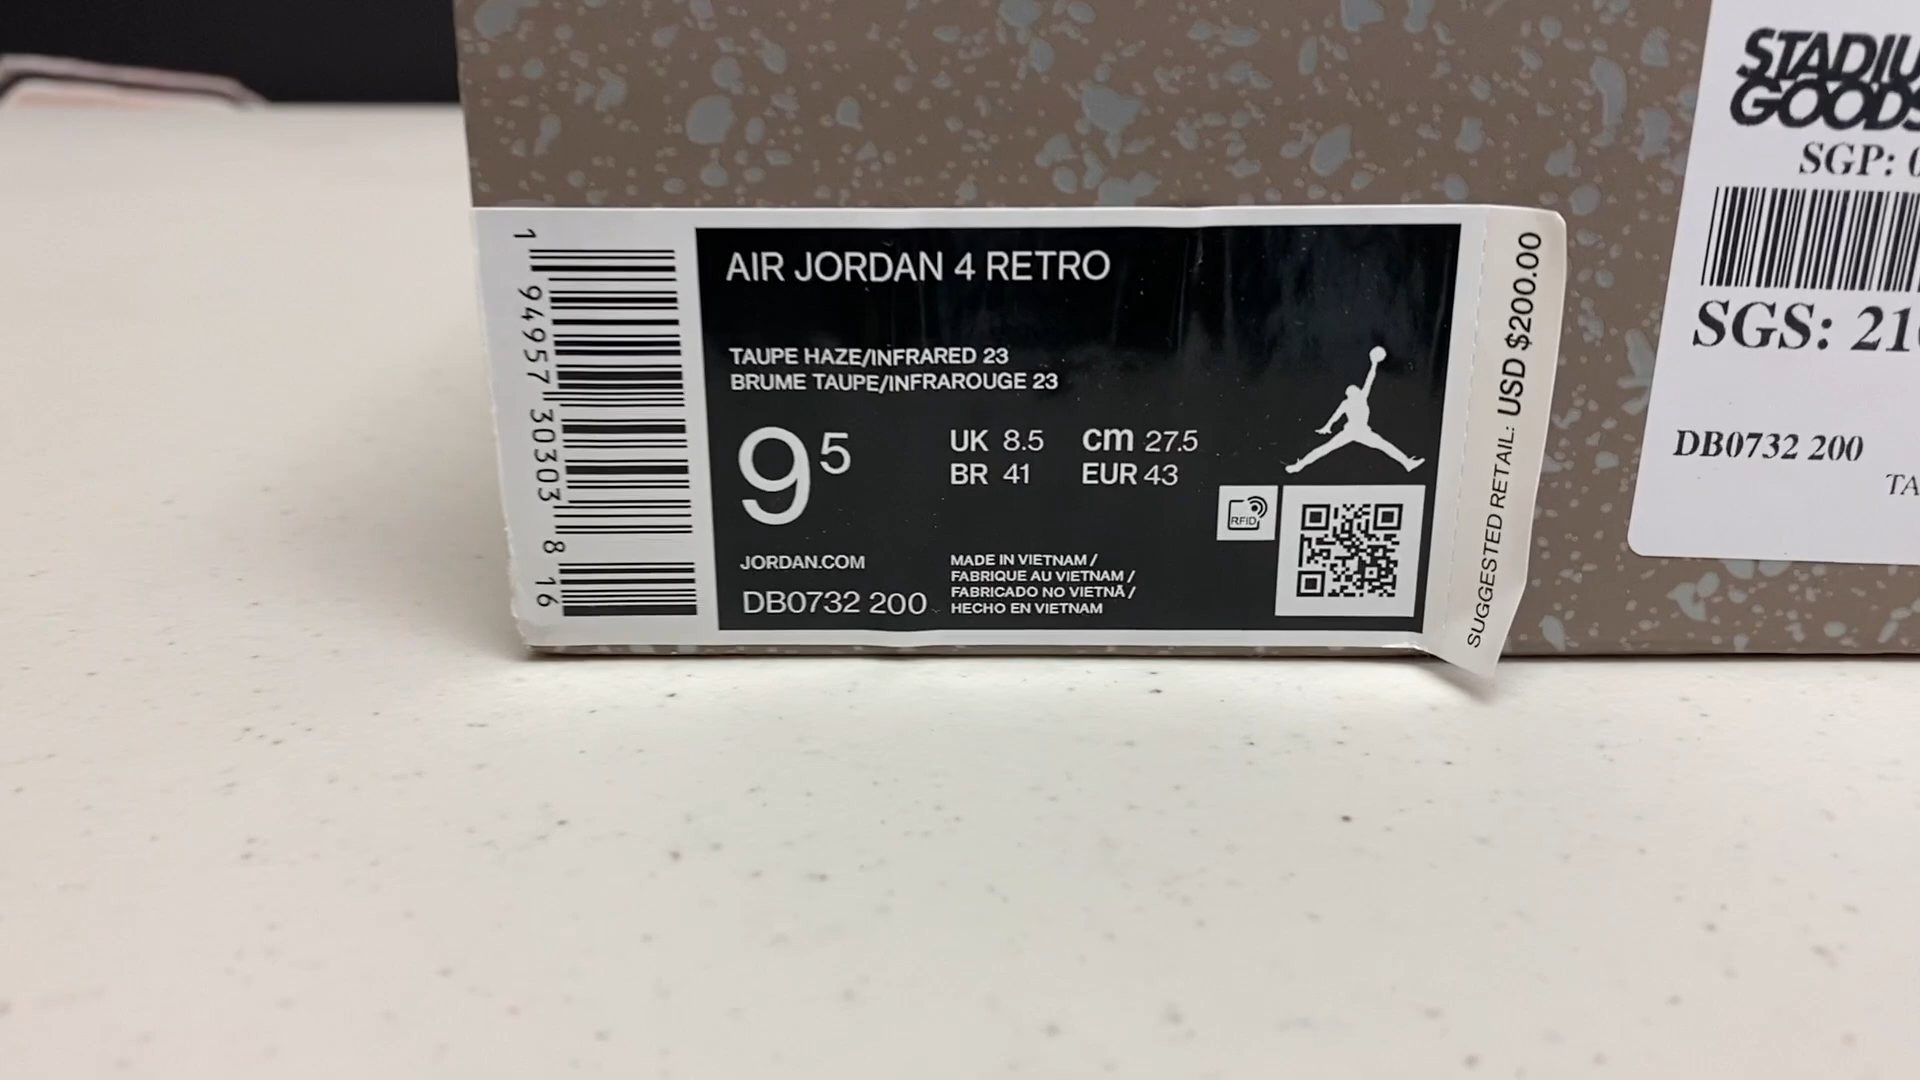 1 94957 30303 8 16
AIR JORDAN 4 RETRO
TAUPE HAZE/INFRARED 23
BRUME TAUPE/INFRAROUGE 23
9 5
UK 8.5 cm 27.5
BR 41 EUR 43
RFID
JORDAN.COM
DB0732 200
MADE IN VIETNAM /
FABRIQUE AU VIETNAM /
FABRICADO NO VIETNÃ /
HECHO EN VIETNAM
SUGGESTED RETAIL: USD $200.00
STADIU
GOODS
SGP: 0
SGS: 21
DB0732 200
TA